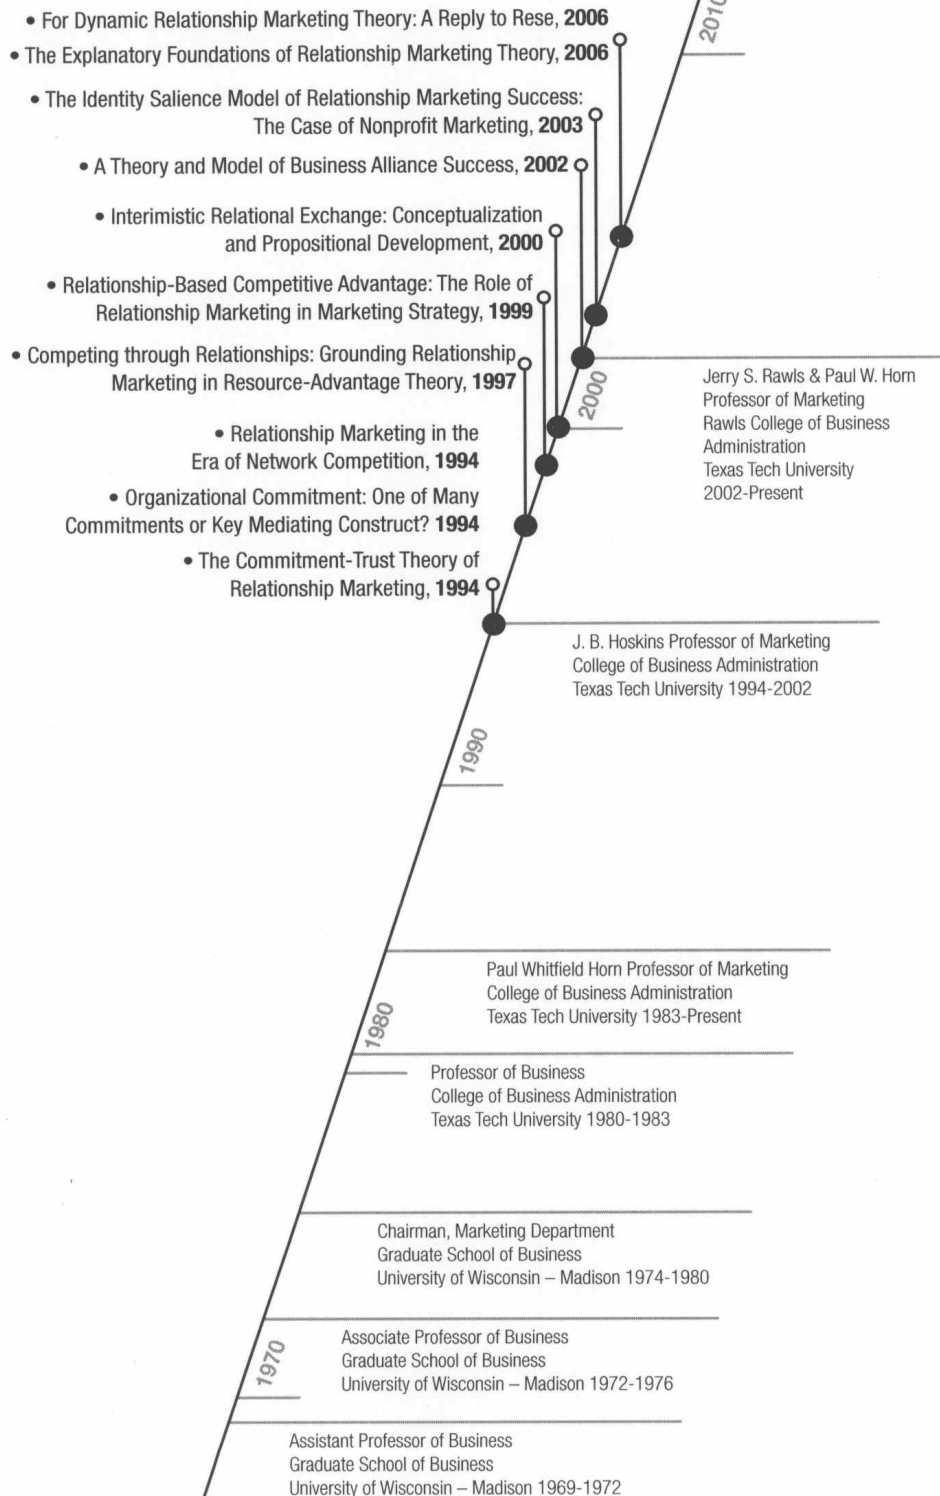 • For Dynamic Relationship Marketing Theory: A Reply to Rese, 2006
• The Explanatory Foundations of Relationship Marketing Theory, 2006
• The Identity Salience Model of Relationship Marketing Success:
The Case of Nonprofit Marketing, 2003
• A Theory and Model of Business Alliance Success, 2002
• Interimistic Relational Exchange: Conceptualization
and Propositional Development, 2000
• Relationship-Based Competitive Advantage: The Role of
Relationship Marketing in Marketing Strategy, 1999
• Competing through Relationships: Grounding Relationship
Marketing in Resource-Advantage Theory, 1997
• Relationship Marketing in the
Era of Network Competition, 1994
• Organizational Commitment: One of Many
Commitments or Key Mediating Construct? 1994
• The Commitment-Trust Theory of
Relationship Marketing, 1994
2010
2000
Jerry S. Rawls & Paul W. Horn
Professor of Marketing
Rawls College of Business
Administration
Texas Tech University
2002-Present
J. B. Hoskins Professor of Marketing
College of Business Administration
Texas Tech University 1994-2002
1990
Paul Whitfield Horn Professor of Marketing
College of Business Administration
Texas Tech University 1983-Present
1980
Professor of Business
College of Business Administration
Texas Tech University 1980-1983
Chairman, Marketing Department
Graduate School of Business
University of Wisconsin – Madison 1974-1980
Associate Professor of Business
Graduate School of Business
University of Wisconsin – Madison 1972-1976
1970
Assistant Professor of Business
Graduate School of Business
University of Wisconsin – Madison 1969-1972